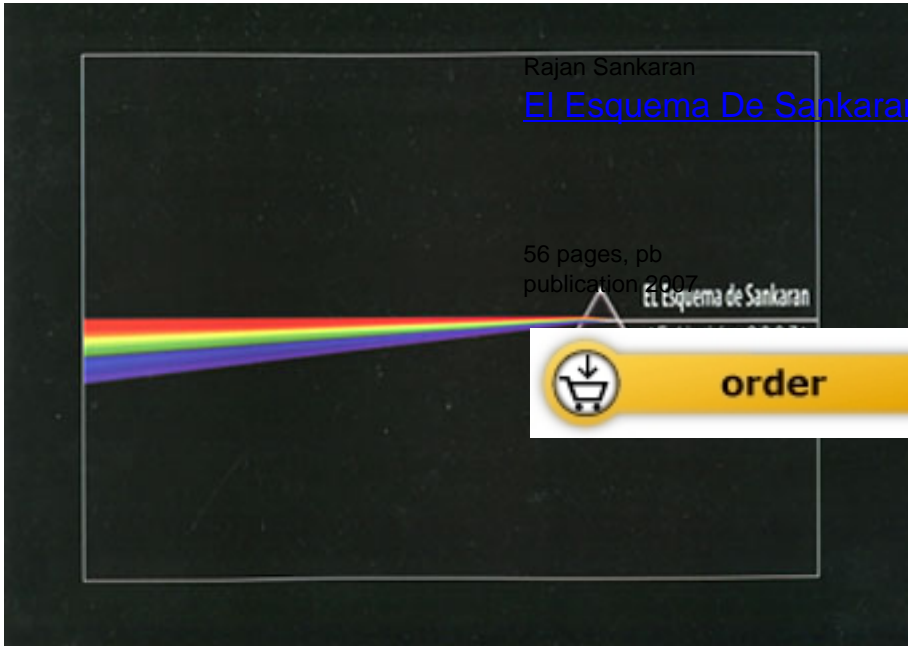 Rajan Sankaran
El Esquema De Sankaran
56 pages, pb
publication 2007
EL Esquema de Sankaran
order